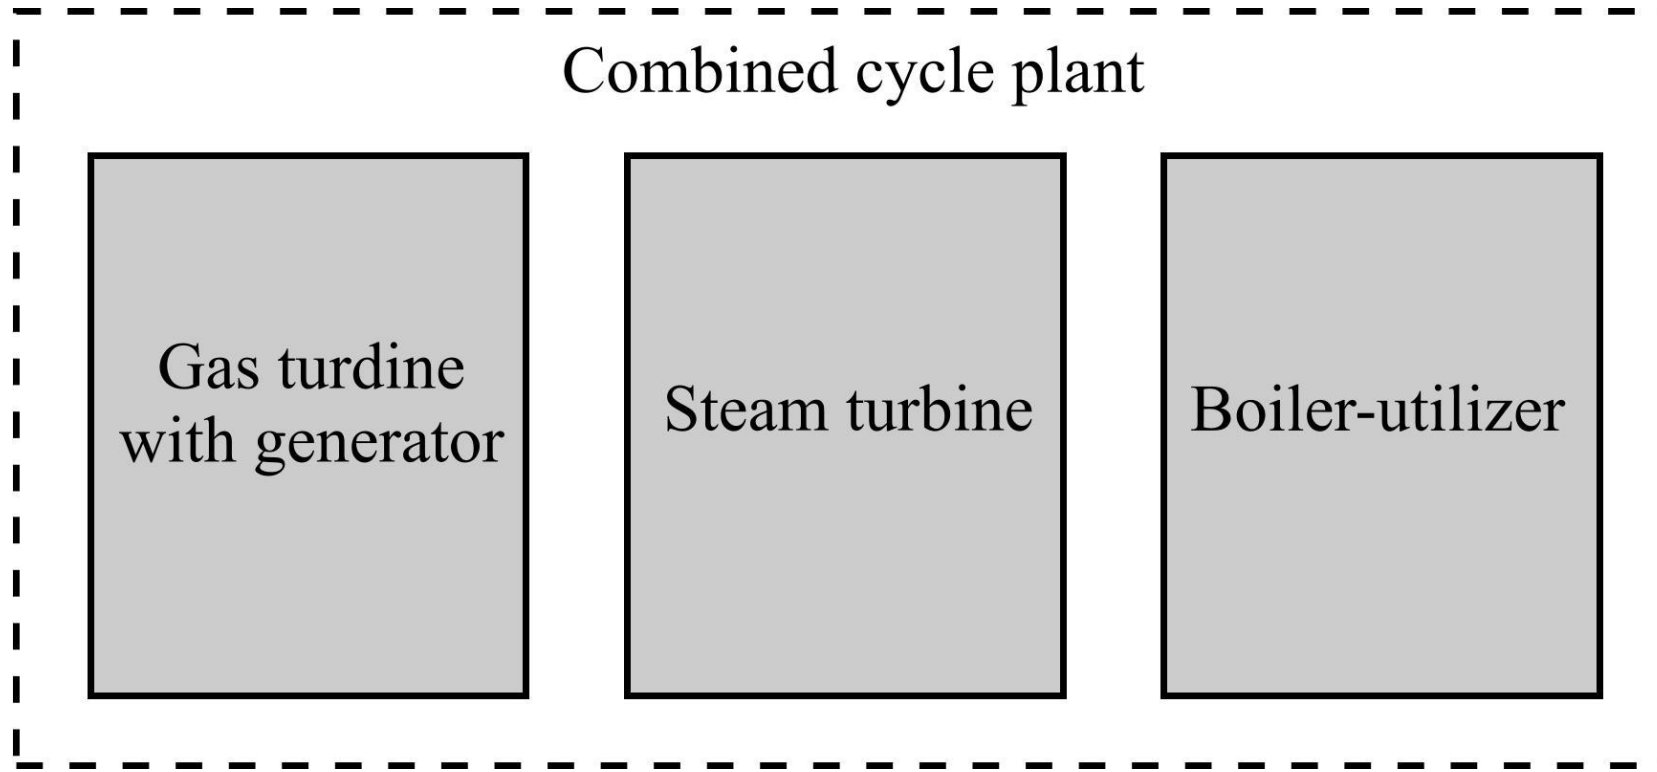 Combined cycle plant
Gas turdine
with generator
Steam turbine
Boiler-utilizer